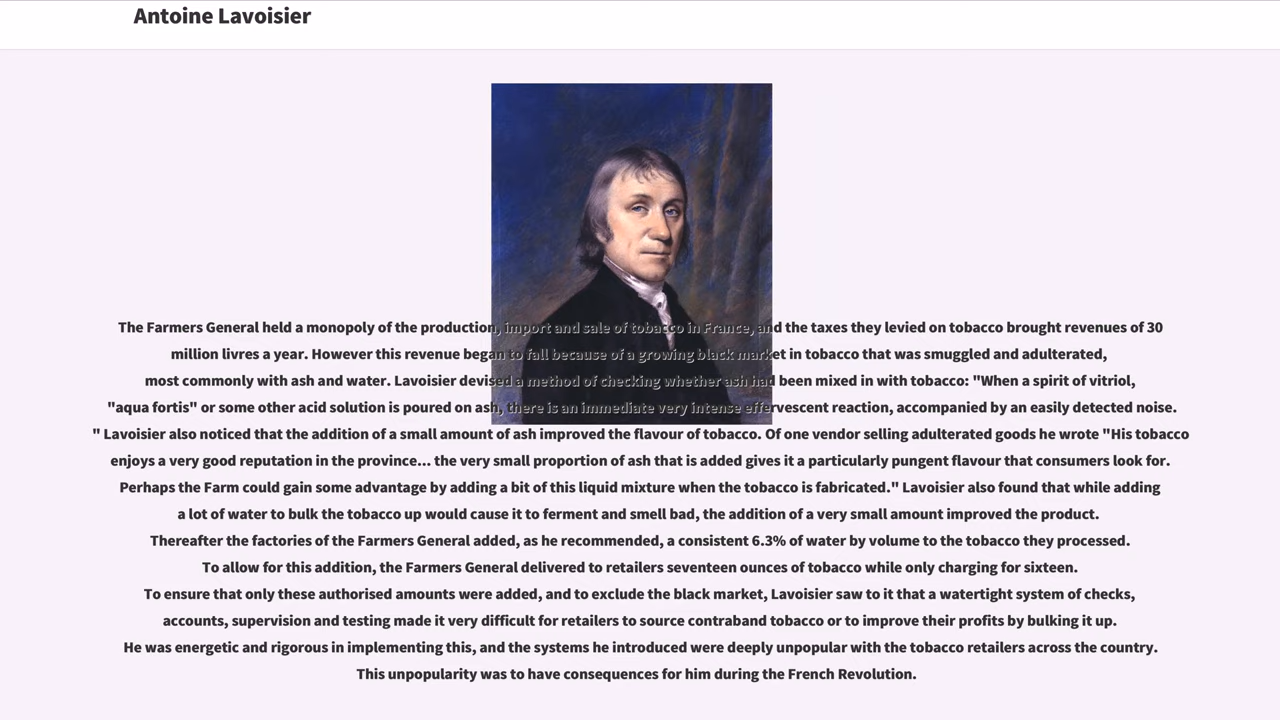 Antoine Lavoisier
The Farmers General held a monopoly of the production, import and sale of tobacco in France, and the taxes they levied on tobacco brought revenues of 30
million livres a year. However this revenue began to fall because of a growing black market in tobacco that was smuggled and adulterated,
most commonly with ash and water. Lavoisier devised a method of checking whether ash had been mixed in with tobacco: "When a spirit of vitriol,
"aqua fortis" or some other acid solution is poured on ash, there is an immediate very intense effervescent reaction, accompanied by an easily detected noise.
" Lavoisier also noticed that the addition of a small amount of ash improved the flavour of tobacco. Of one vendor selling adulterated goods he wrote "His tobacco
enjoys a very good reputation in the province... the very small proportion of ash that is added gives it a particularly pungent flavour that consumers look for.
Perhaps the Farm could gain some advantage by adding a bit of this liquid mixture when the tobacco is fabricated." Lavoisier also found that while adding
a lot of water to bulk the tobacco up would cause it to ferment and smell bad, the addition of a very small amount improved the product.
Thereafter the factories of the Farmers General added, as he recommended, a consistent 6.3% of water by volume to the tobacco they processed.
To allow for this addition, the Farmers General delivered to retailers seventeen ounces of tobacco while only charging for sixteen.
To ensure that only these authorised amounts were added, and to exclude the black market, Lavoisier saw to it that a watertight system of checks,
accounts, supervision and testing made it very difficult for retailers to source contraband tobacco or to improve their profits by bulking it up.
He was energetic and rigorous in implementing this, and the systems he introduced were deeply unpopular with the tobacco retailers across the country.
This unpopularity was to have consequences for him during the French Revolution.